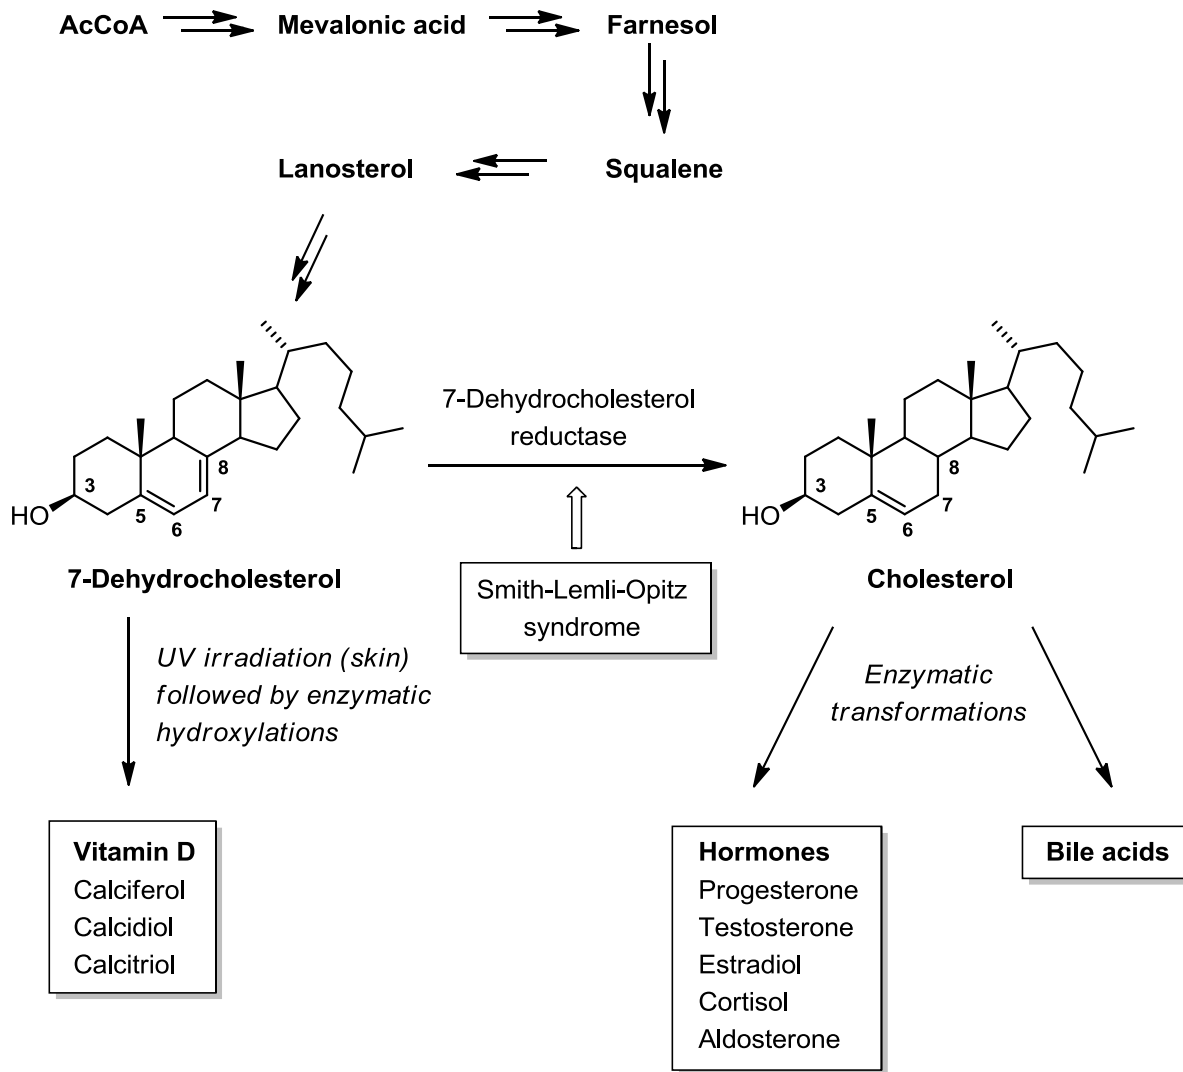 AcCoA
Mevalonic acid
Farnesol
Lanosterol
Squalene
7-Dehydrocholesterol
reductase
HO
3
5
6
7
8
HO
3
5
6
7
8
7-Dehydrocholesterol
Smith-Lemli-Opitz
syndrome
Cholesterol
UV irradiation (skin)
followed by enzymatic
hydroxylations
Enzymatic
transformations
Vitamin D
Calciferol
Calcidiol
Calcitriol
Hormones
Progesterone
Testosterone
Estradiol
Cortisol
Aldosterone
Bile acids